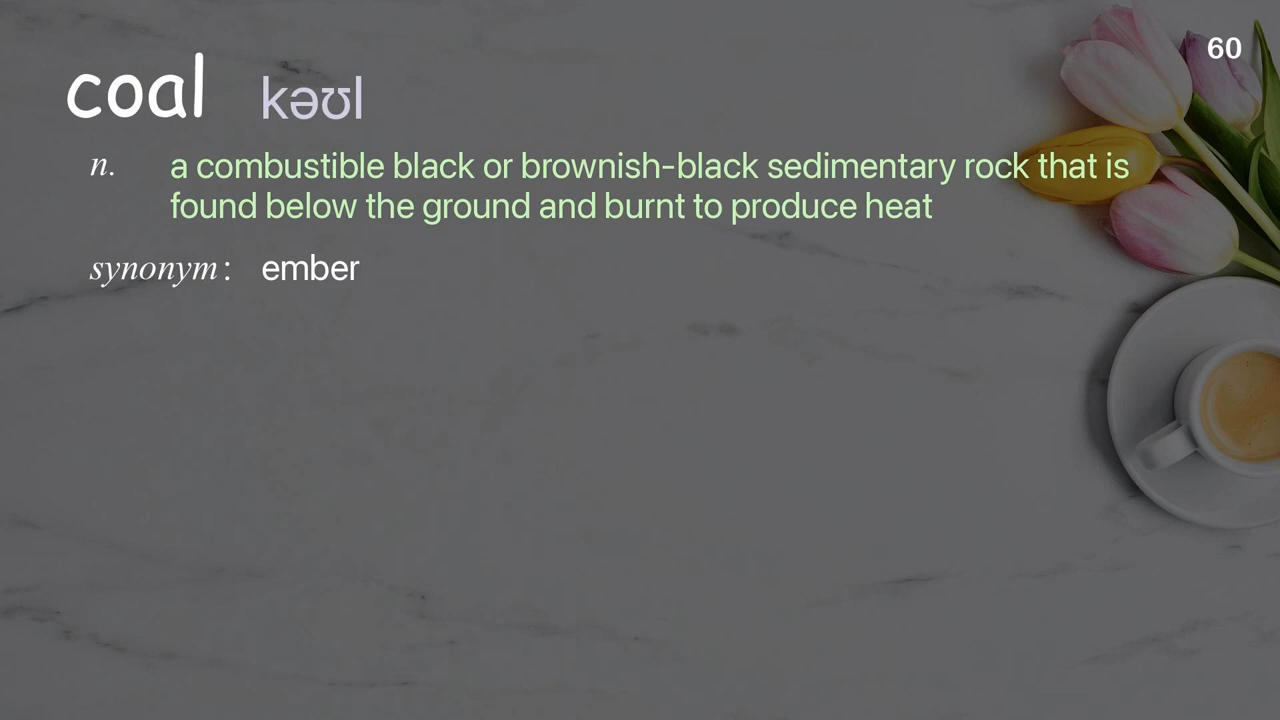 60
coal kəʊl
n. a combustible black or brownish-black sedimentary rock that is
found below the ground and burnt to produce heat
synonym: ember